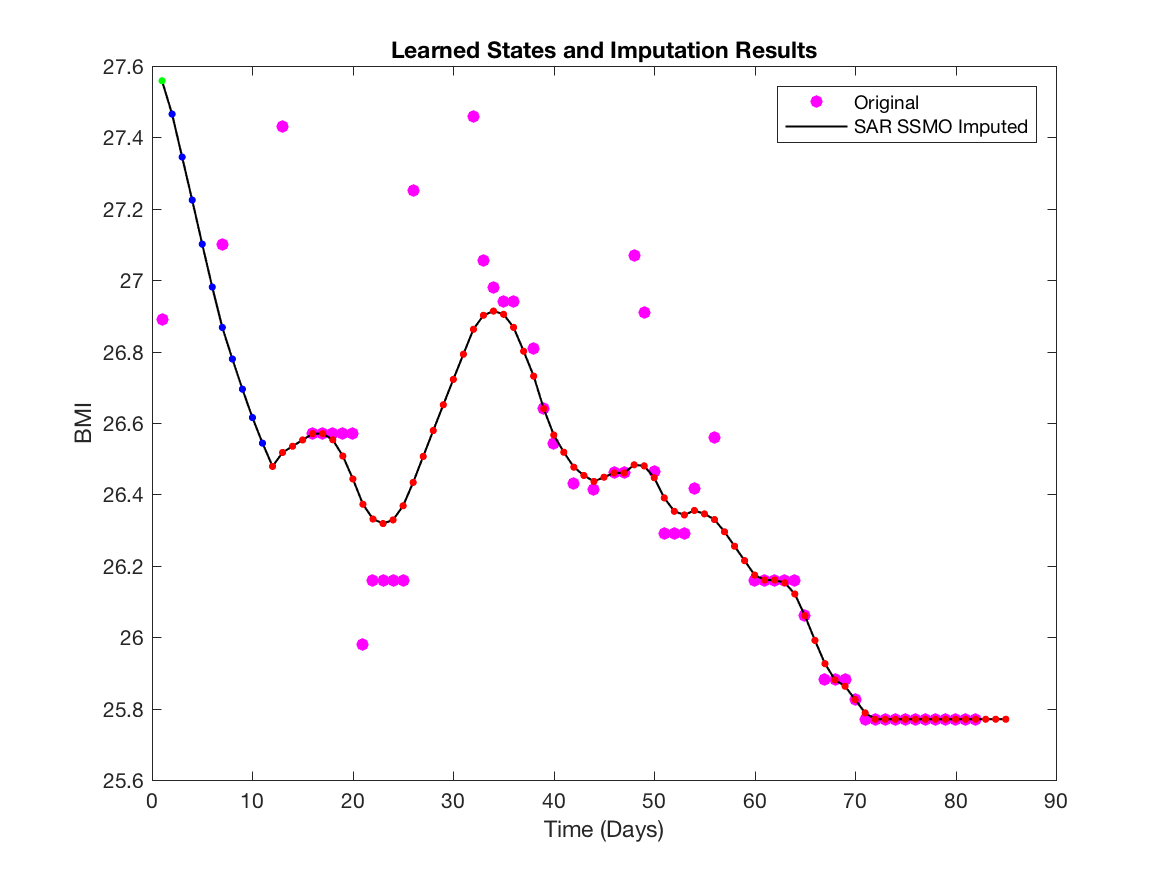 Learned States and Imputation Results
27.6
27.4
27.2
27
26.8
26.6
26.4
26.2
26
25.8
25.6
BMI
Original
SAR SSMO Imputed
0 10 20 30 40 50 60 70 80 90
Time (Days)